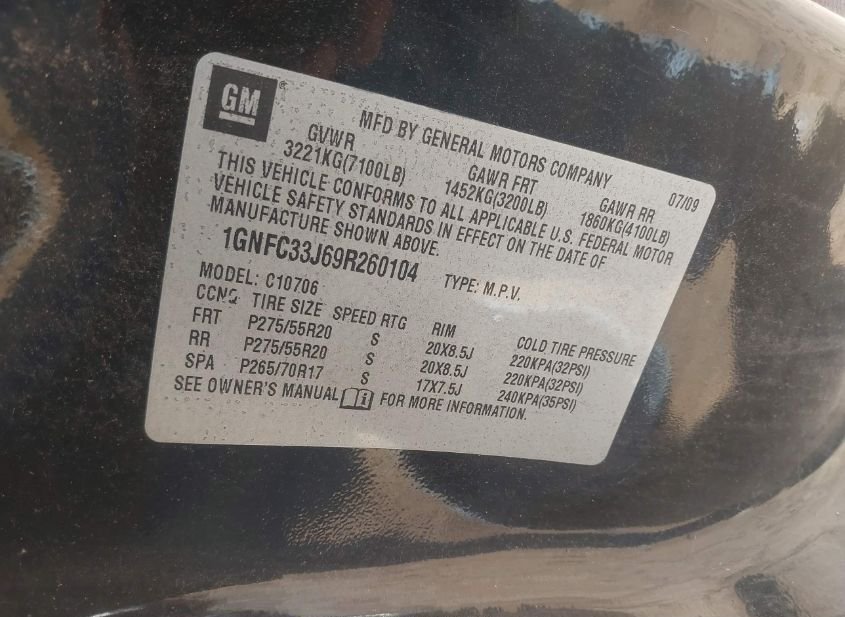 GM
MFD BY GENERAL MOTORS COMPANY 07/09
GVWR GAWR FRT GAWR RR
3221KG(7100LB) 1452KG(3200LB) 1860KG(4100LB)
THIS VEHICLE CONFORMS TO ALL APPLICABLE U.S. FEDERAL MOTOR
VEHICLE SAFETY STANDARDS IN EFFECT ON THE DATE OF
MANUFACTURE SHOWN ABOVE.
1GNFC33J69R260104 TYPE: M.P.V.
MODEL: C10706
TIRE SIZE SPEED RTG RIM COLD TIRE PRESSURE
FRT P275/55R20 S 20X8.5J 220KPA(32PSI)
RR P275/55R20 S 20X8.5J 220KPA(32PSI)
SPA P265/70R17 S 17X7.5J 240KPA(35PSI)
SEE OWNER'S MANUAL FOR MORE INFORMATION.